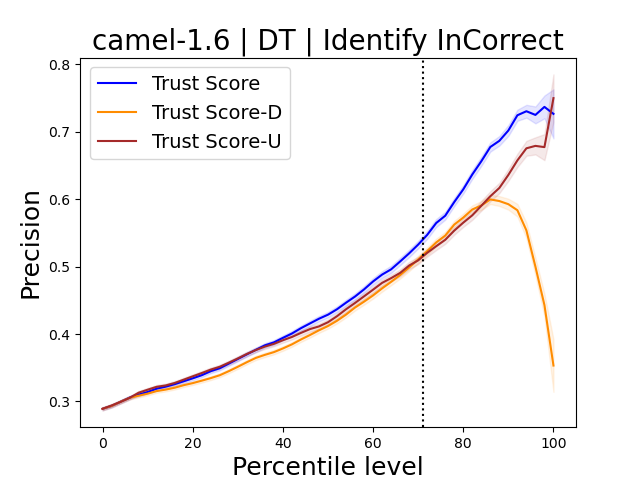 camel-1.6 | DT | Identify InCorrect
Trust Score
Trust Score-D
Trust Score-U
Precision
0.8
0.7
0.6
0.5
0.4
0.3
0
20
40
60
80
100
Percentile level